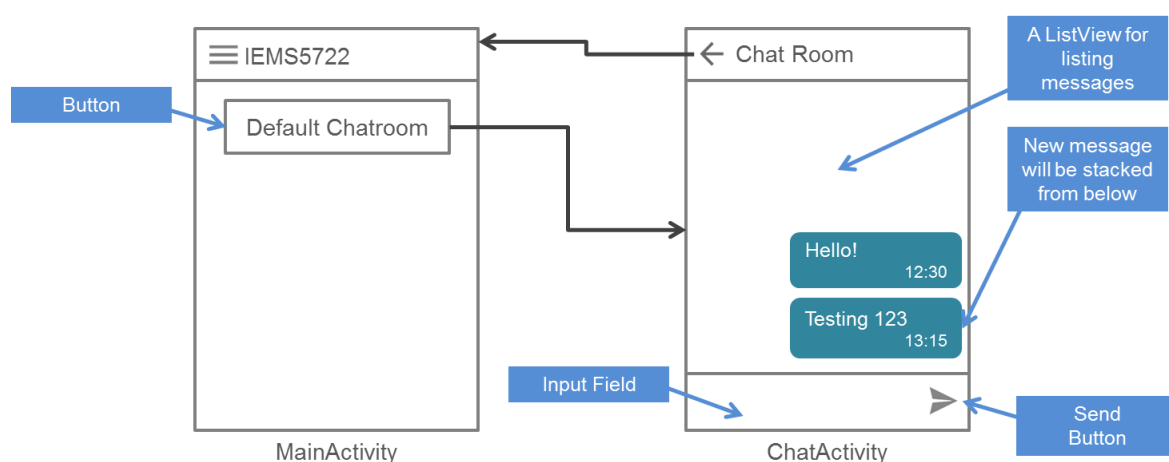 IEMS5722
Button
Default Chatroom
MainActivity
Chat Room
A ListView for
listing
messages
New message
will be stacked
from below
Hello!
12:30
Testing 123
13:15
Input Field
Send
Button
ChatActivity